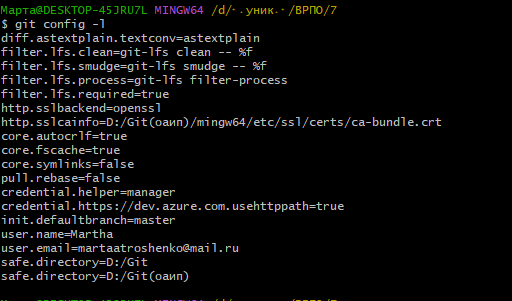 Марта@DESKTOP-45JRU7L MINGW64 /d/ уник. /ВРПО/7
$ git config -l
diff.astextplain.textconv=astextplain
filter.lfs.clean=git-lfs clean -- %f
filter.lfs.smudge=git-lfs smudge -- %f
filter.lfs.process=git-lfs filter-process
filter.lfs.required=true
http.sslbackend=openssl
http.sslcainfo=D:/Git(оаип)/mingw64/etc/ssl/certs/ca-bundle.crt
core.autocrlf=true
core.fscache=true
core.symlinks=false
pull.rebase=false
credential.helper=manager
credential.https://dev.azure.com.usehttppath=true
init.defaultbranch=master
user.name=Martha
user.email=martaatroshenko@mail.ru
safe.directory=D:/Git
safe.directory=D:/Git(оаип)